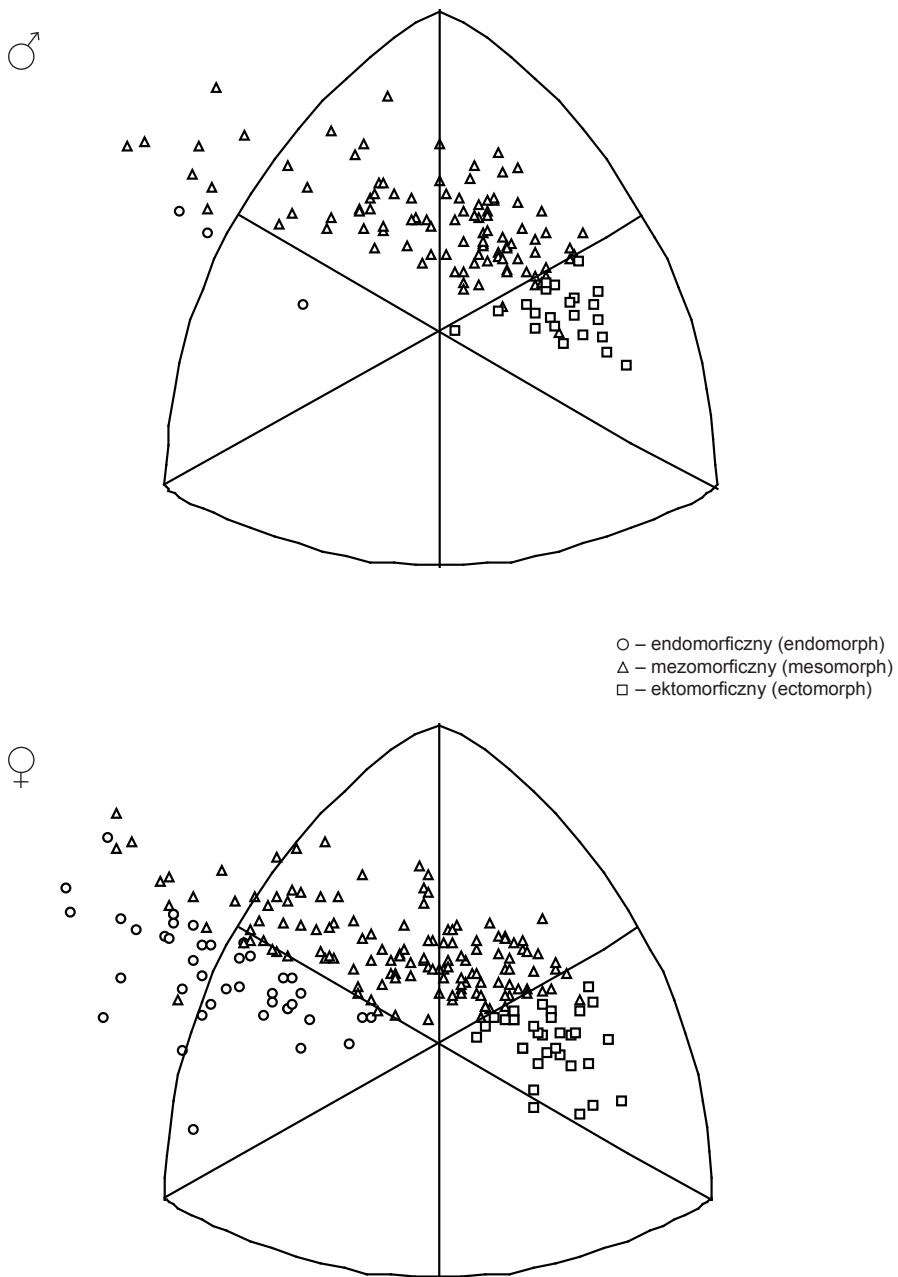 ♂
○ – endomorficzny (endomorph)
△ – mezomorficzny (mesomorph)
□ – ektomorficzny (ectomorph)
♀